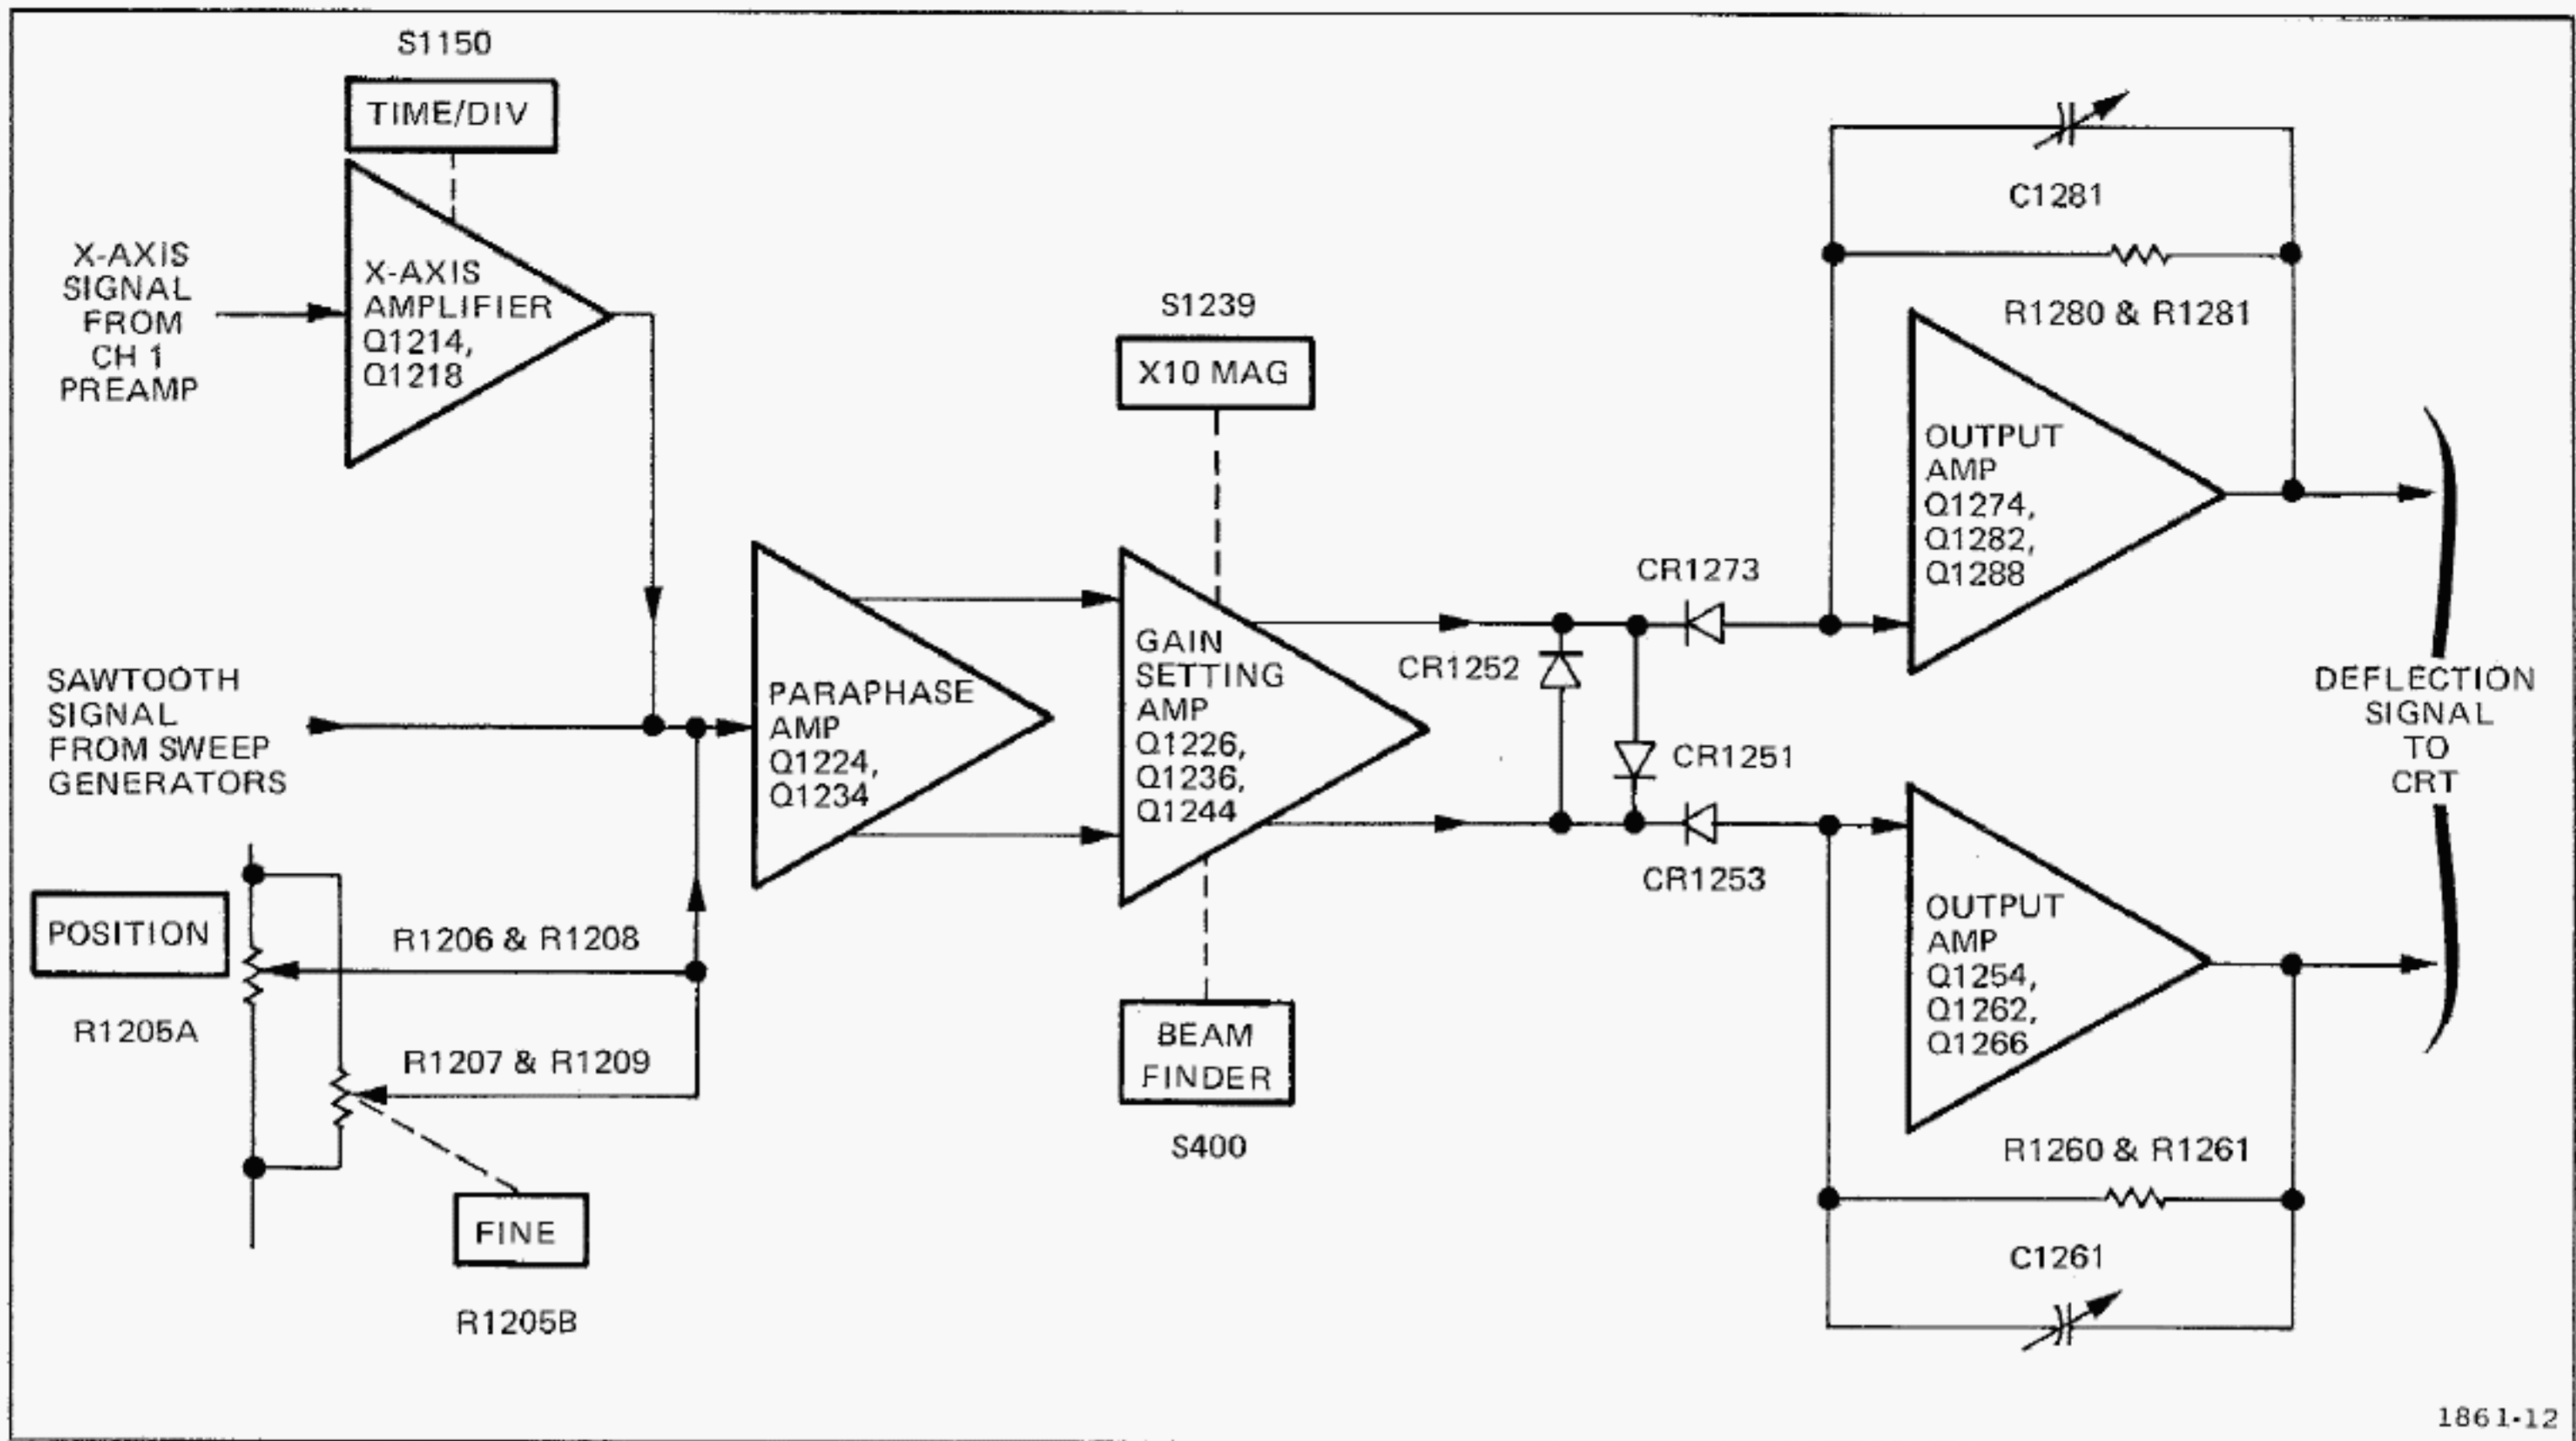 S1150
TIME/DIV
X-AXIS
SIGNAL
FROM
CH 1
PREAMP
X-AXIS
AMPLIFIER
Q1214,
Q1218
SAWTOOTH
SIGNAL
FROM SWEEP
GENERATORS
POSITION
R1205A
R1206 & R1208
R1207 & R1209
FINE
R1205B
PARAPHASE
AMP
Q1224,
Q1234
S1239
X10 MAG
GAIN
SETTING
AMP
Q1226,
Q1236,
Q1244
BEAM
FINDER
S400
CR1252
CR1273
CR1251
CR1253
C1281
R1280 & R1281
OUTPUT
AMP
Q1274,
Q1282,
Q1288
OUTPUT
AMP
Q1254,
Q1262,
Q1266
R1260 & R1261
C1261
DEFLECTION
SIGNAL
TO
CRT
1861-12